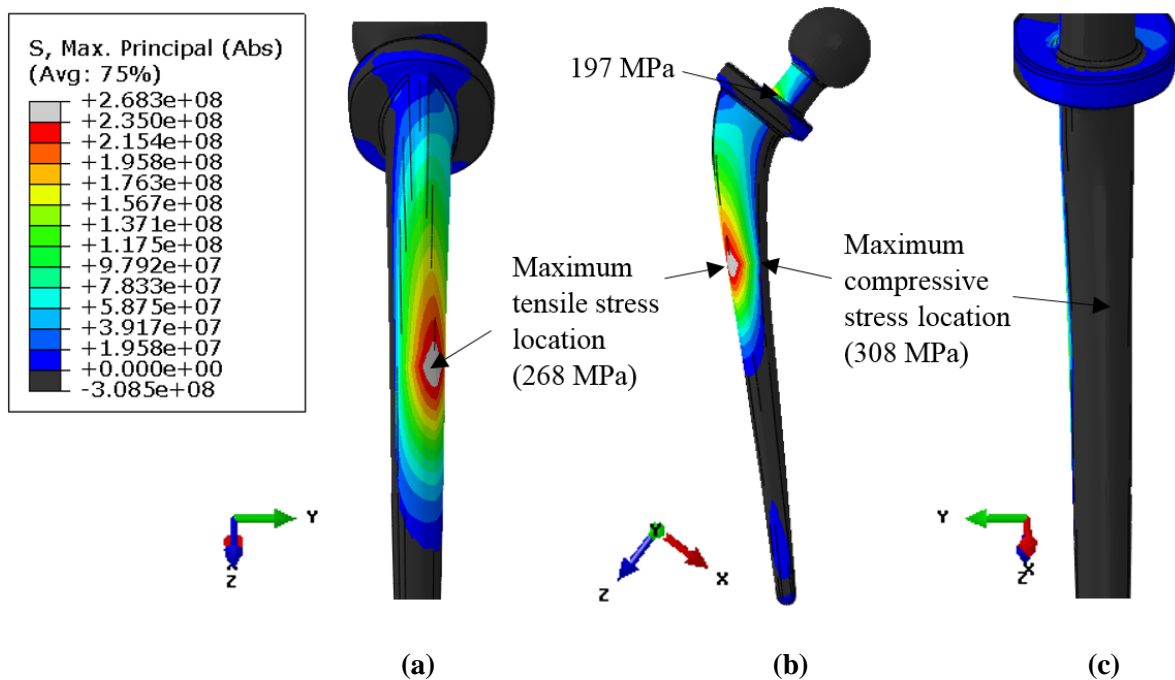 S, Max. Principal (Abs)
(Avg: 75%)
+2.683e+08
+2.350e+08
+2.154e+08
+1.958e+08
+1.763e+08
+1.567e+08
+1.371e+08
+1.175e+08
+9.792e+07
+7.833e+07
+5.875e+07
+3.917e+07
+1.958e+07
+0.000e+00
-3.085e+08
197 MPa
Maximum
tensile stress
location
(268 MPa)
Maximum
compressive
stress location
(308 MPa)
Y
X
Z
Y
Z
X
Y
X
Z
(a)
(b)
(c)